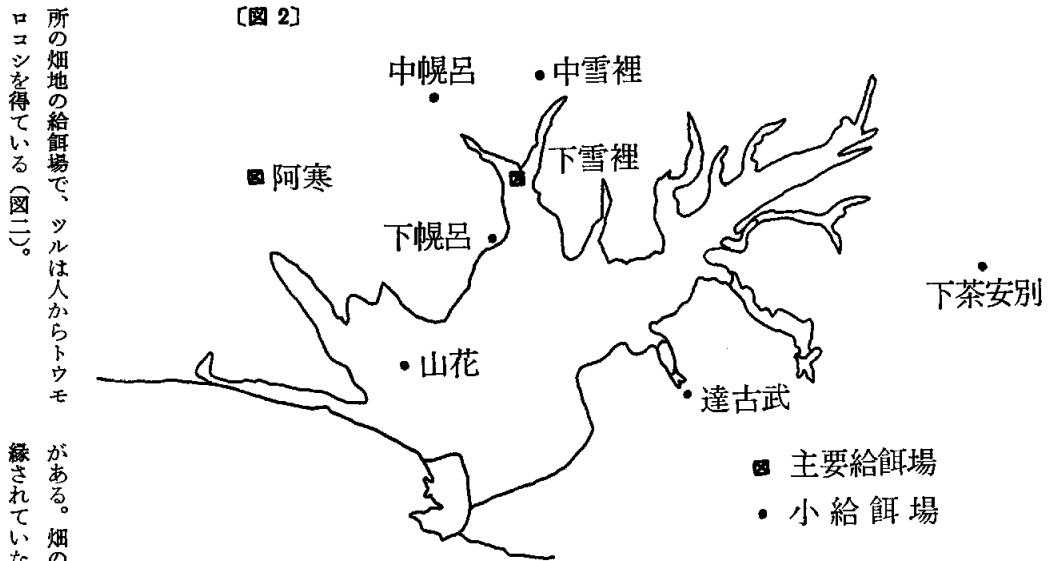 〔図2〕
中幌呂
中雪裡
阿寒
下雪裡
下幌呂
下茶安別
山花
達古武
主要給餌場
小給餌場
所の畑地の給餌場で、ツルは人からトウモ
ロコシを得ている(図二)。
がある。畑の
縁されていた